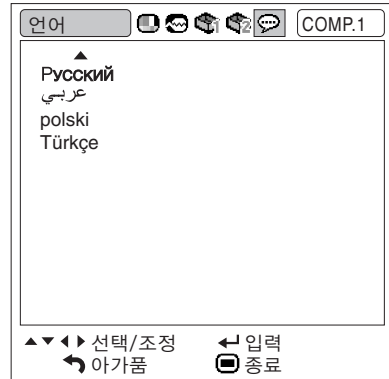 언어 COMP.1
Русский
عربي
polski
Türkçe
선택/조정 입력
아가품 종료